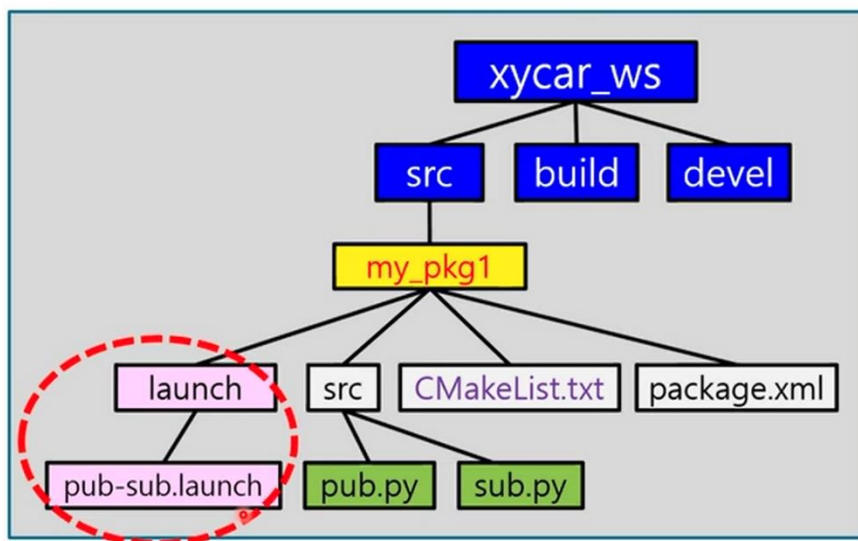 xycar_ws
src
build
devel
my_pkg1
launch
src
CMakeList.txt
package.xml
pub-sub.launch
pub.py
sub.py